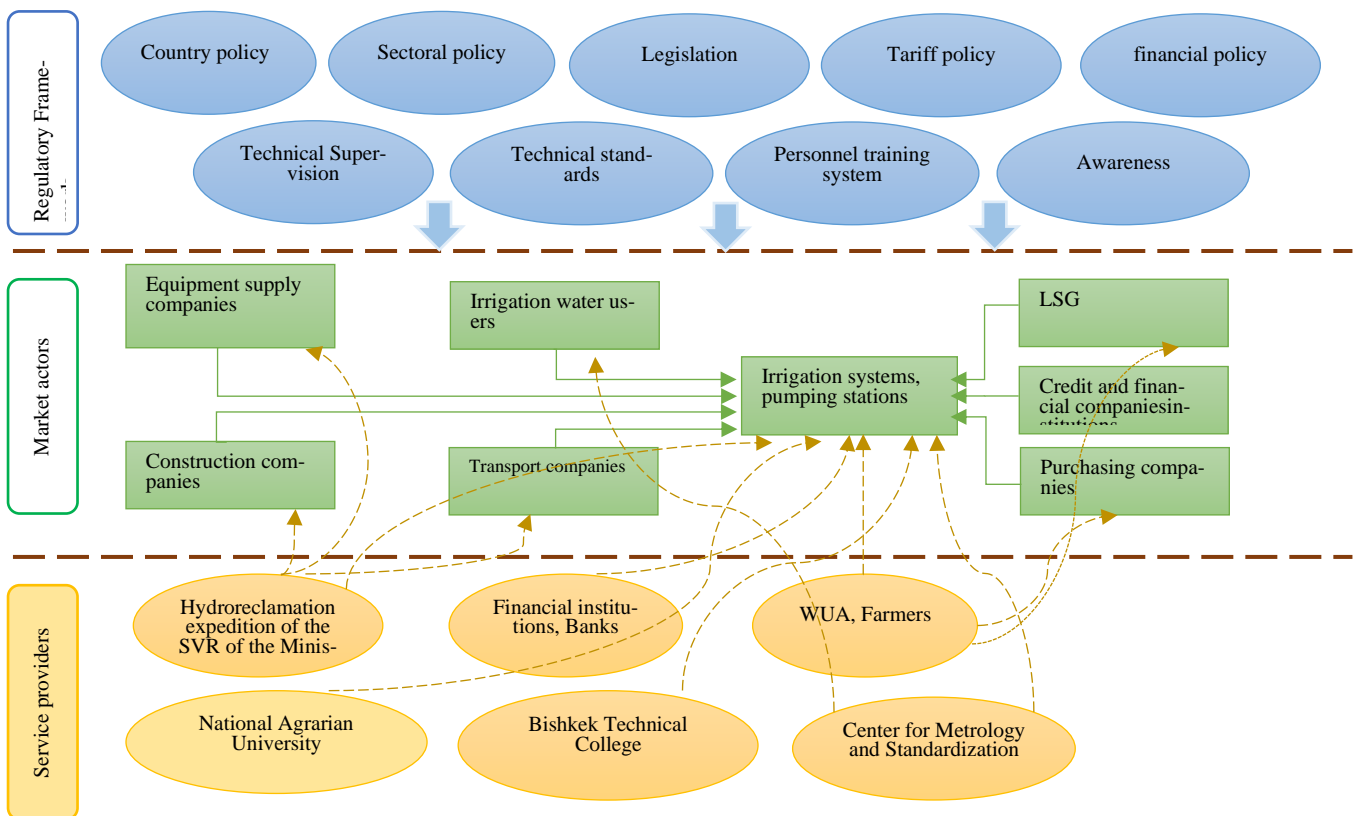 Regulatory Frame-
Country policy
Sectoral policy
Legislation
Tariff policy
financial policy
Technical Super-
vision
Technical stand-
ards
Personnel training
system
Awareness
Market actors
Equipment supply
companies
Irrigation water us-
ers
LSG
Irrigation systems,
pumping stations
Credit and finan-
cial companiesin-
stitutions
Construction com-
panies
Transport companies
Purchasing compa-
nies
Service providers
Hydroreclamation
expedition of the
SVR of the Minis-
Financial institu-
tions, Banks
WUA, Farmers
National Agrarian
University
Bishkek Technical
College
Center for Metrology
and Standardization